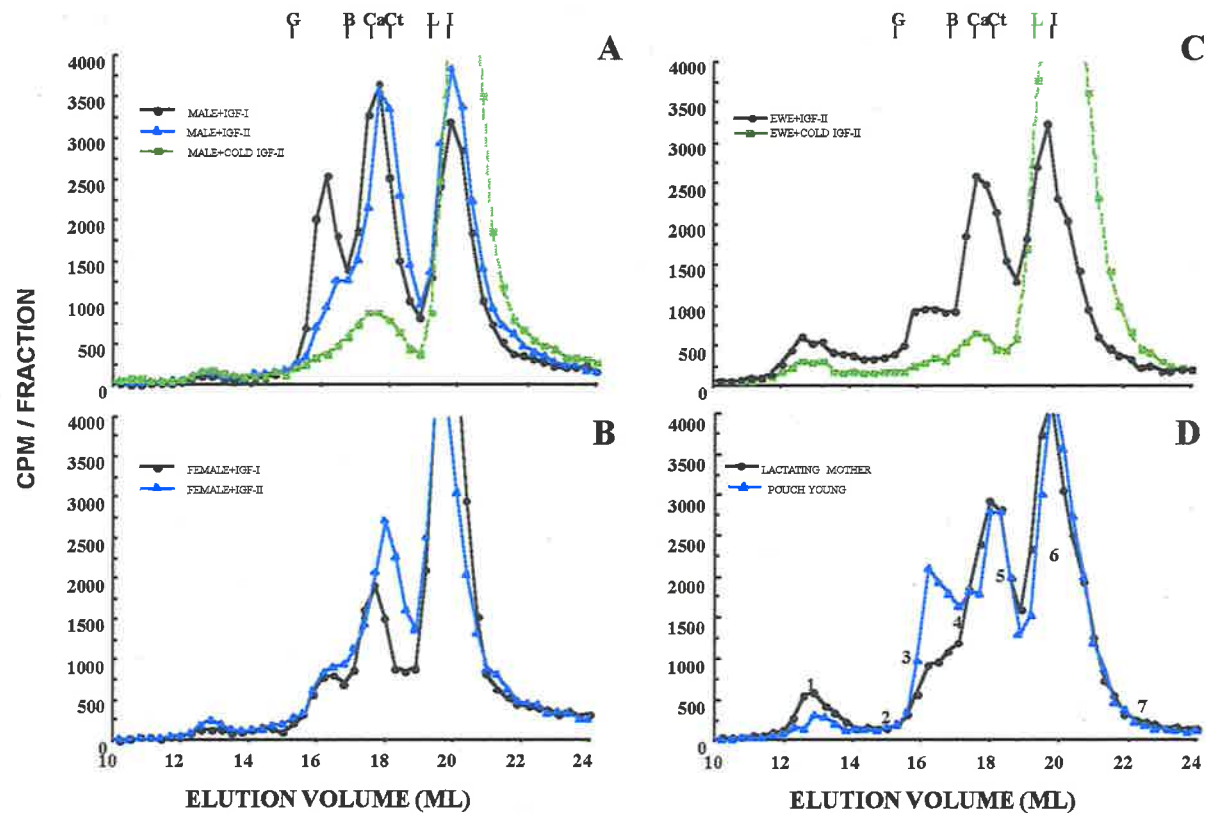 G B Ca Ct L I
A
4000
3500
3000
2500
2000
1500
1000
500
0
MALE+IGF-I
MALE+IGF-II
MALE+COLD IGF-II
G B Ca Ct L I
C
4000
3500
3000
2500
2000
1500
1000
500
0
EWE+IGF-II
EWE+COLD IGF-II
CPM / FRACTION
B
4000
3500
3000
2500
2000
1500
1000
500
0
FEMALE+IGF-I
FEMALE+IGF-II
10 12 14 16 18 20 22 24
ELUTION VOLUME (ML)
D
4000
3500
3000
2500
2000
1500
1000
500
0
LACTATING MOTHER
POUCH YOUNG
1 2 3 4 5 6 7
10 12 14 16 18 20 22 24
ELUTION VOLUME (ML)